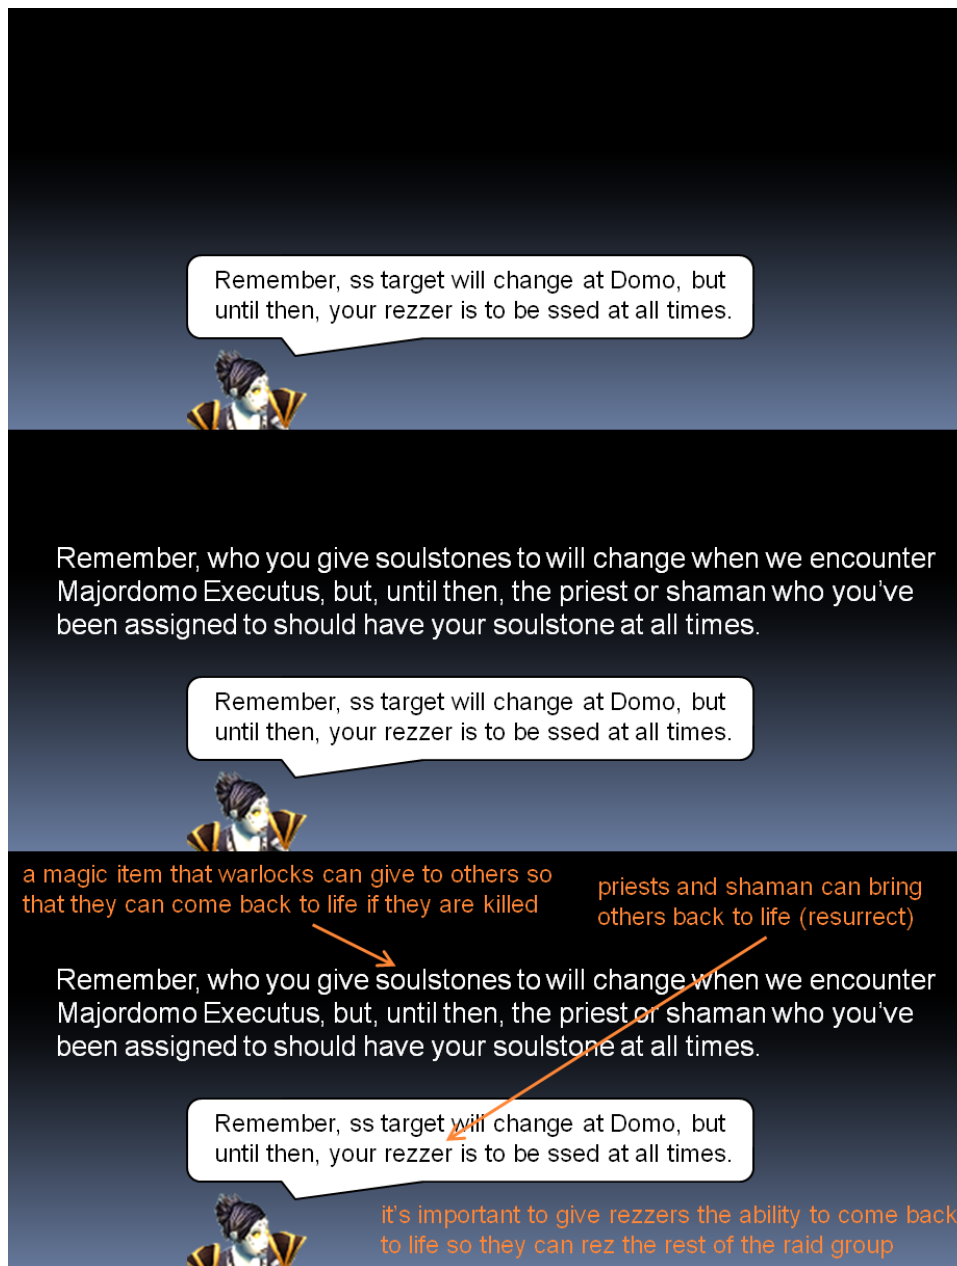 Remember, ss target will change at Domo, but
until then, your rezzer is to be ssed at all times.
Remember, who you give soulstones to will change when we encounter
Majordomo Executus, but, until then, the priest or shaman who you've
been assigned to should have your soulstone at all times.
Remember, ss target will change at Domo, but
until then, your rezzer is to be ssed at all times.
a magic item that warlocks can give to others so
that they can come back to life if they are killed
priests and shaman can bring
others back to life (resurrect)
Remember, who you give soulstones to will change when we encounter
Majordomo Executus, but, until then, the priest or shaman who you've
been assigned to should have your soulstone at all times.
Remember, ss target will change at Domo, but
until then, your rezzer is to be ssed at all times.
it's important to give rezzers the ability to come back
to life so they can rez the rest of the raid group